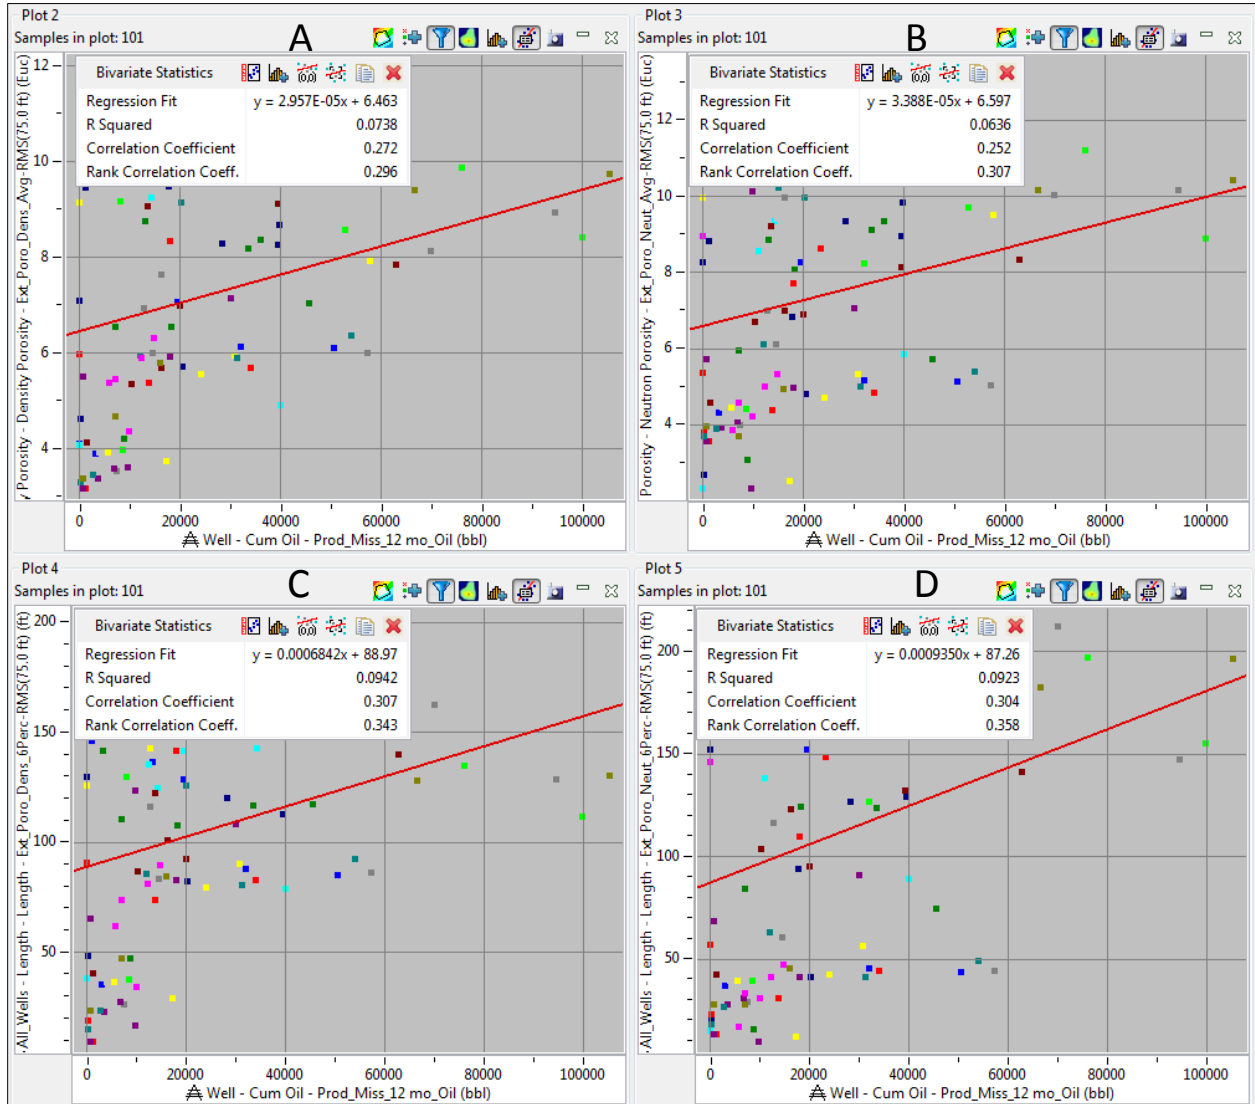 Plot 2
Samples in plot: 101
A
Bivariate Statistics
(0,0)
Regression Fit y = 2.957E-05x + 6.463
R Squared 0.0738
Correlation Coefficient 0.272
Rank Correlation Coeff. 0.296
y Porosity - Density Porosity - Ext_Poro_Dens_Avg-RMS(75.0 ft) (Euc)
12
10
8
6
4
0 20000 40000 60000 80000 100000
Well - Cum Oil - Prod_Miss_12 mo_Oil (bbl)
Plot 3
Samples in plot: 101
B
Bivariate Statistics
(0,0)
Regression Fit y = 3.388E-05x + 6.597
R Squared 0.0636
Correlation Coefficient 0.252
Rank Correlation Coeff. 0.307
Porosity - Neutron Porosity - Ext_Poro_Neut_Avg-RMS(75.0 ft) (Euc)
12
10
8
6
4
0 20000 40000 60000 80000 100000
Well - Cum Oil - Prod_Miss_12 mo_Oil (bbl)
Plot 4
Samples in plot: 101
C
Bivariate Statistics
(0,0)
Regression Fit y = 0.0006842x + 88.97
R Squared 0.0942
Correlation Coefficient 0.307
Rank Correlation Coeff. 0.343
All_Wells - Length - Ext_Poro_Dens_6Perc-RMS(75.0 ft) (ft)
200
150
100
50
0 20000 40000 60000 80000 100000
Well - Cum Oil - Prod_Miss_12 mo_Oil (bbl)
Plot 5
Samples in plot: 101
D
Bivariate Statistics
(0,0)
Regression Fit y = 0.0009350x + 87.26
R Squared 0.0923
Correlation Coefficient 0.304
Rank Correlation Coeff. 0.358
All_Wells - Length - Ext_Poro_Neut_6Perc-RMS(75.0 ft) (ft)
200
150
100
50
0 20000 40000 60000 80000 100000
Well - Cum Oil - Prod_Miss_12 mo_Oil (bbl)